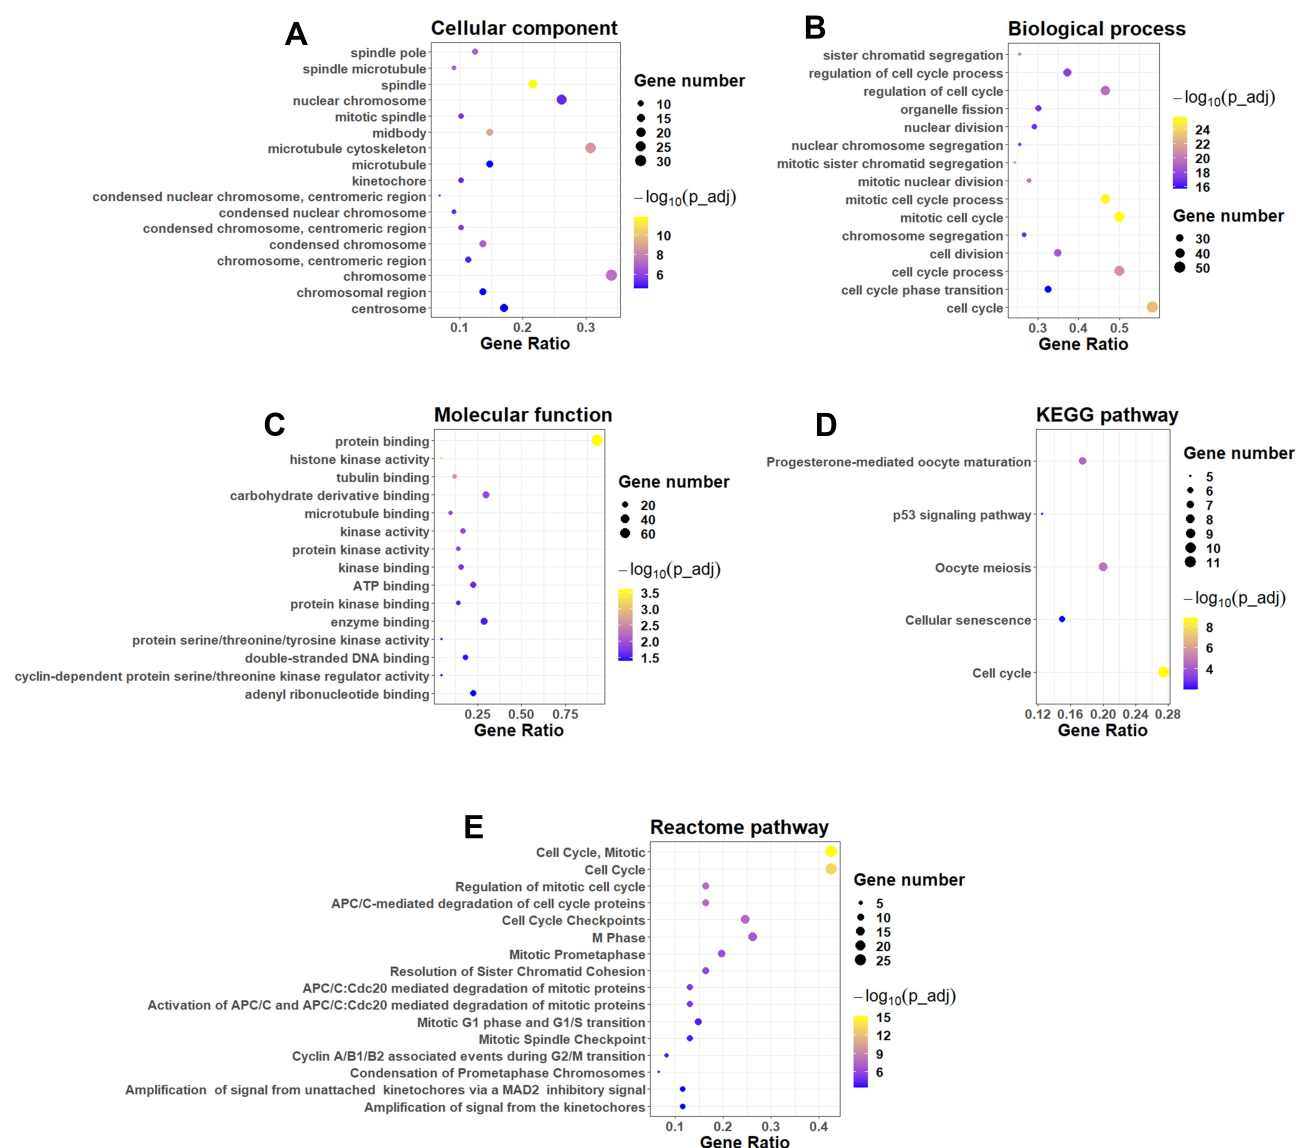 A
Cellular component
spindle pole
spindle microtubule
spindle
nuclear chromosome
mitotic spindle
midbody
microtubule cytoskeleton
microtubule
kinetochore
condensed nuclear chromosome, centromeric region
condensed nuclear chromosome
condensed chromosome, centromeric region
condensed chromosome
chromosome, centromeric region
chromosome
chromosomal region
centrosome
0.1 0.2 0.3
Gene Ratio
Gene number
10
15
20
25
30
−log10(p_adj)
10
8
6
B
Biological process
sister chromatid segregation
regulation of cell cycle process
regulation of cell cycle
organelle fission
nuclear division
nuclear chromosome segregation
mitotic sister chromatid segregation
mitotic nuclear division
mitotic cell cycle process
mitotic cell cycle
chromosome segregation
cell division
cell cycle process
cell cycle phase transition
cell cycle
0.3 0.4 0.5
Gene Ratio
−log10(p_adj)
24
22
20
18
16
Gene number
30
40
50
C
Molecular function
protein binding
histone kinase activity
tubulin binding
carbohydrate derivative binding
microtubule binding
kinase activity
protein kinase activity
kinase binding
ATP binding
protein kinase binding
enzyme binding
protein serine/threonine/tyrosine kinase activity
double-stranded DNA binding
cyclin-dependent protein serine/threonine kinase regulator activity
adenyl ribonucleotide binding
0.25 0.50 0.75
Gene Ratio
Gene number
20
40
60
−log10(p_adj)
3.5
3.0
2.5
2.0
1.5
D
KEGG pathway
Progesterone-mediated oocyte maturation
p53 signaling pathway
Oocyte meiosis
Cellular senescence
Cell cycle
0.12 0.16 0.20 0.24 0.28
Gene Ratio
Gene number
5
6
7
8
9
10
11
−log10(p_adj)
8
6
4
E
Reactome pathway
Cell Cycle, Mitotic
Cell Cycle
Regulation of mitotic cell cycle
APC/C-mediated degradation of cell cycle proteins
Cell Cycle Checkpoints
M Phase
Mitotic Prometaphase
Resolution of Sister Chromatid Cohesion
APC/C:Cdc20 mediated degradation of mitotic proteins
Activation of APC/C and APC/C:Cdc20 mediated degradation of mitotic proteins
Mitotic G1 phase and G1/S transition
Mitotic Spindle Checkpoint
Cyclin A/B1/B2 associated events during G2/M transition
Condensation of Prometaphase Chromosomes
Amplification of signal from unattached kinetochores via a MAD2 inhibitory signal
Amplification of signal from the kinetochores
0.1 0.2 0.3 0.4
Gene Ratio
Gene number
5
10
15
20
25
−log10(p_adj)
15
12
9
6